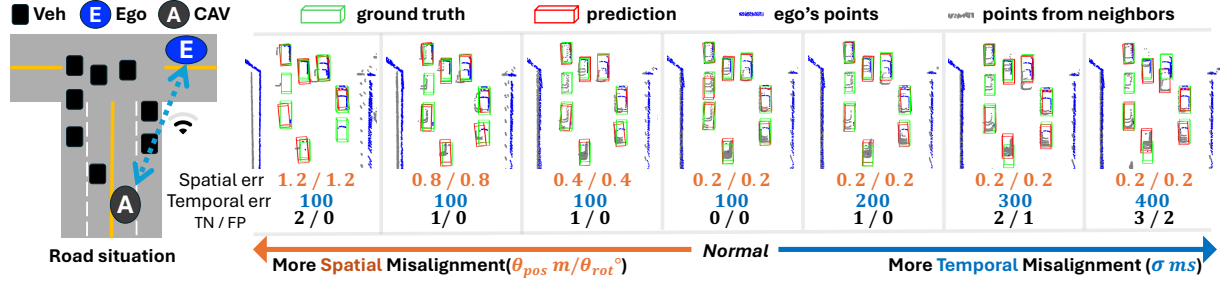 Veh E Ego A CAV ground truth prediction ego's points points from neighbors
E
A
Road situation
Spatial err 1.2 / 1.2 0.8 / 0.8 0.4 / 0.4 0.2 / 0.2 0.2 / 0.2 0.2 / 0.2 0.2 / 0.2
Temporal err 100 100 100 100 200 300 400
TN / FP 2 / 0 1 / 0 1 / 0 0 / 0 1 / 0 2 / 1 3 / 2
Normal
More Spatial Misalignment(θ_pos m/θ_rot°) More Temporal Misalignment (σ ms)